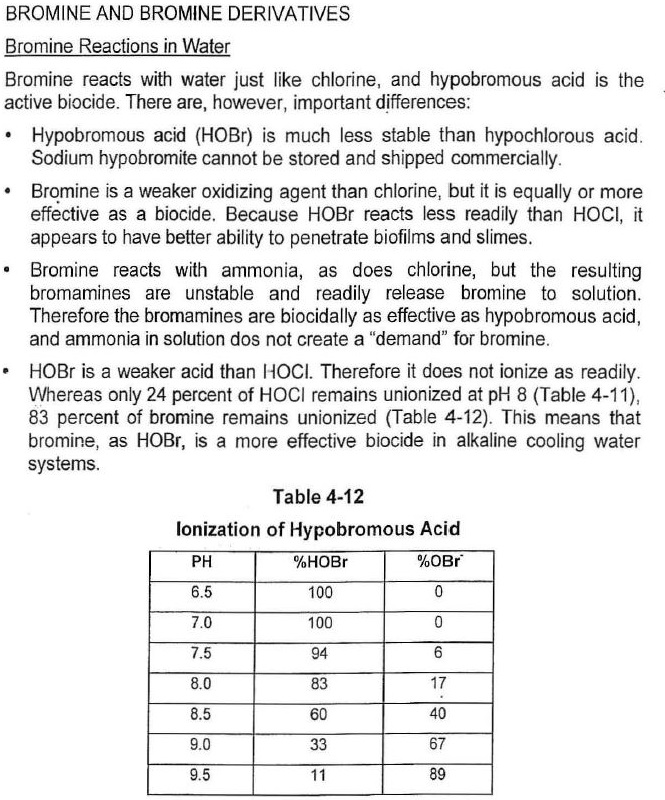 BROMINE AND BROMINE DERIVATIVES
Bromine Reactions in Water
Bromine reacts with water just like chlorine, and hypobromous acid is the
active biocide. There are, however, important differences:
• Hypobromous acid (HOBr) is much less stable than hypochlorous acid.
Sodium hypobromite cannot be stored and shipped commercially.
• Bromine is a weaker oxidizing agent than chlorine, but it is equally or more
effective as a biocide. Because HOBr reacts less readily than HOCl, it
appears to have better ability to penetrate biofilms and slimes.
• Bromine reacts with ammonia, as does chlorine, but the resulting
bromamines are unstable and readily release bromine to solution.
Therefore the bromamines are biocidally as effective as hypobromous acid,
and ammonia in solution dos not create a “demand” for bromine.
• HOBr is a weaker acid than HOCl. Therefore it does not ionize as readily.
Whereas only 24 percent of HOCl remains unionized at pH 8 (Table 4-11),
83 percent of bromine remains unionized (Table 4-12). This means that
bromine, as HOBr, is a more effective biocide in alkaline cooling water
systems.
Table 4-12
Ionization of Hypobromous Acid
PH %HOBr %OBr⁻
6.5 100 0
7.0 100 0
7.5 94 6
8.0 83 17
8.5 60 40
9.0 33 67
9.5 11 89